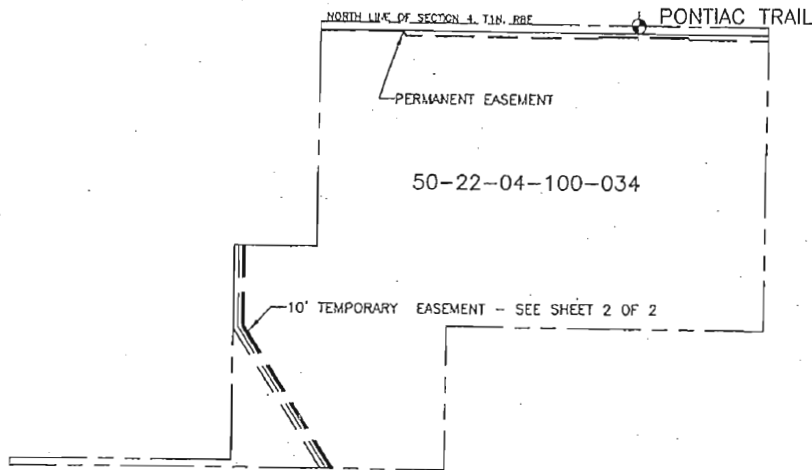 NORTH LINE OF SECTION 4, T.1N. R8E
PONTIAC TRAIL
PERMANENT EASEMENT
50-22-04-100-034
10' TEMPORARY EASEMENT - SEE SHEET 2 OF 2